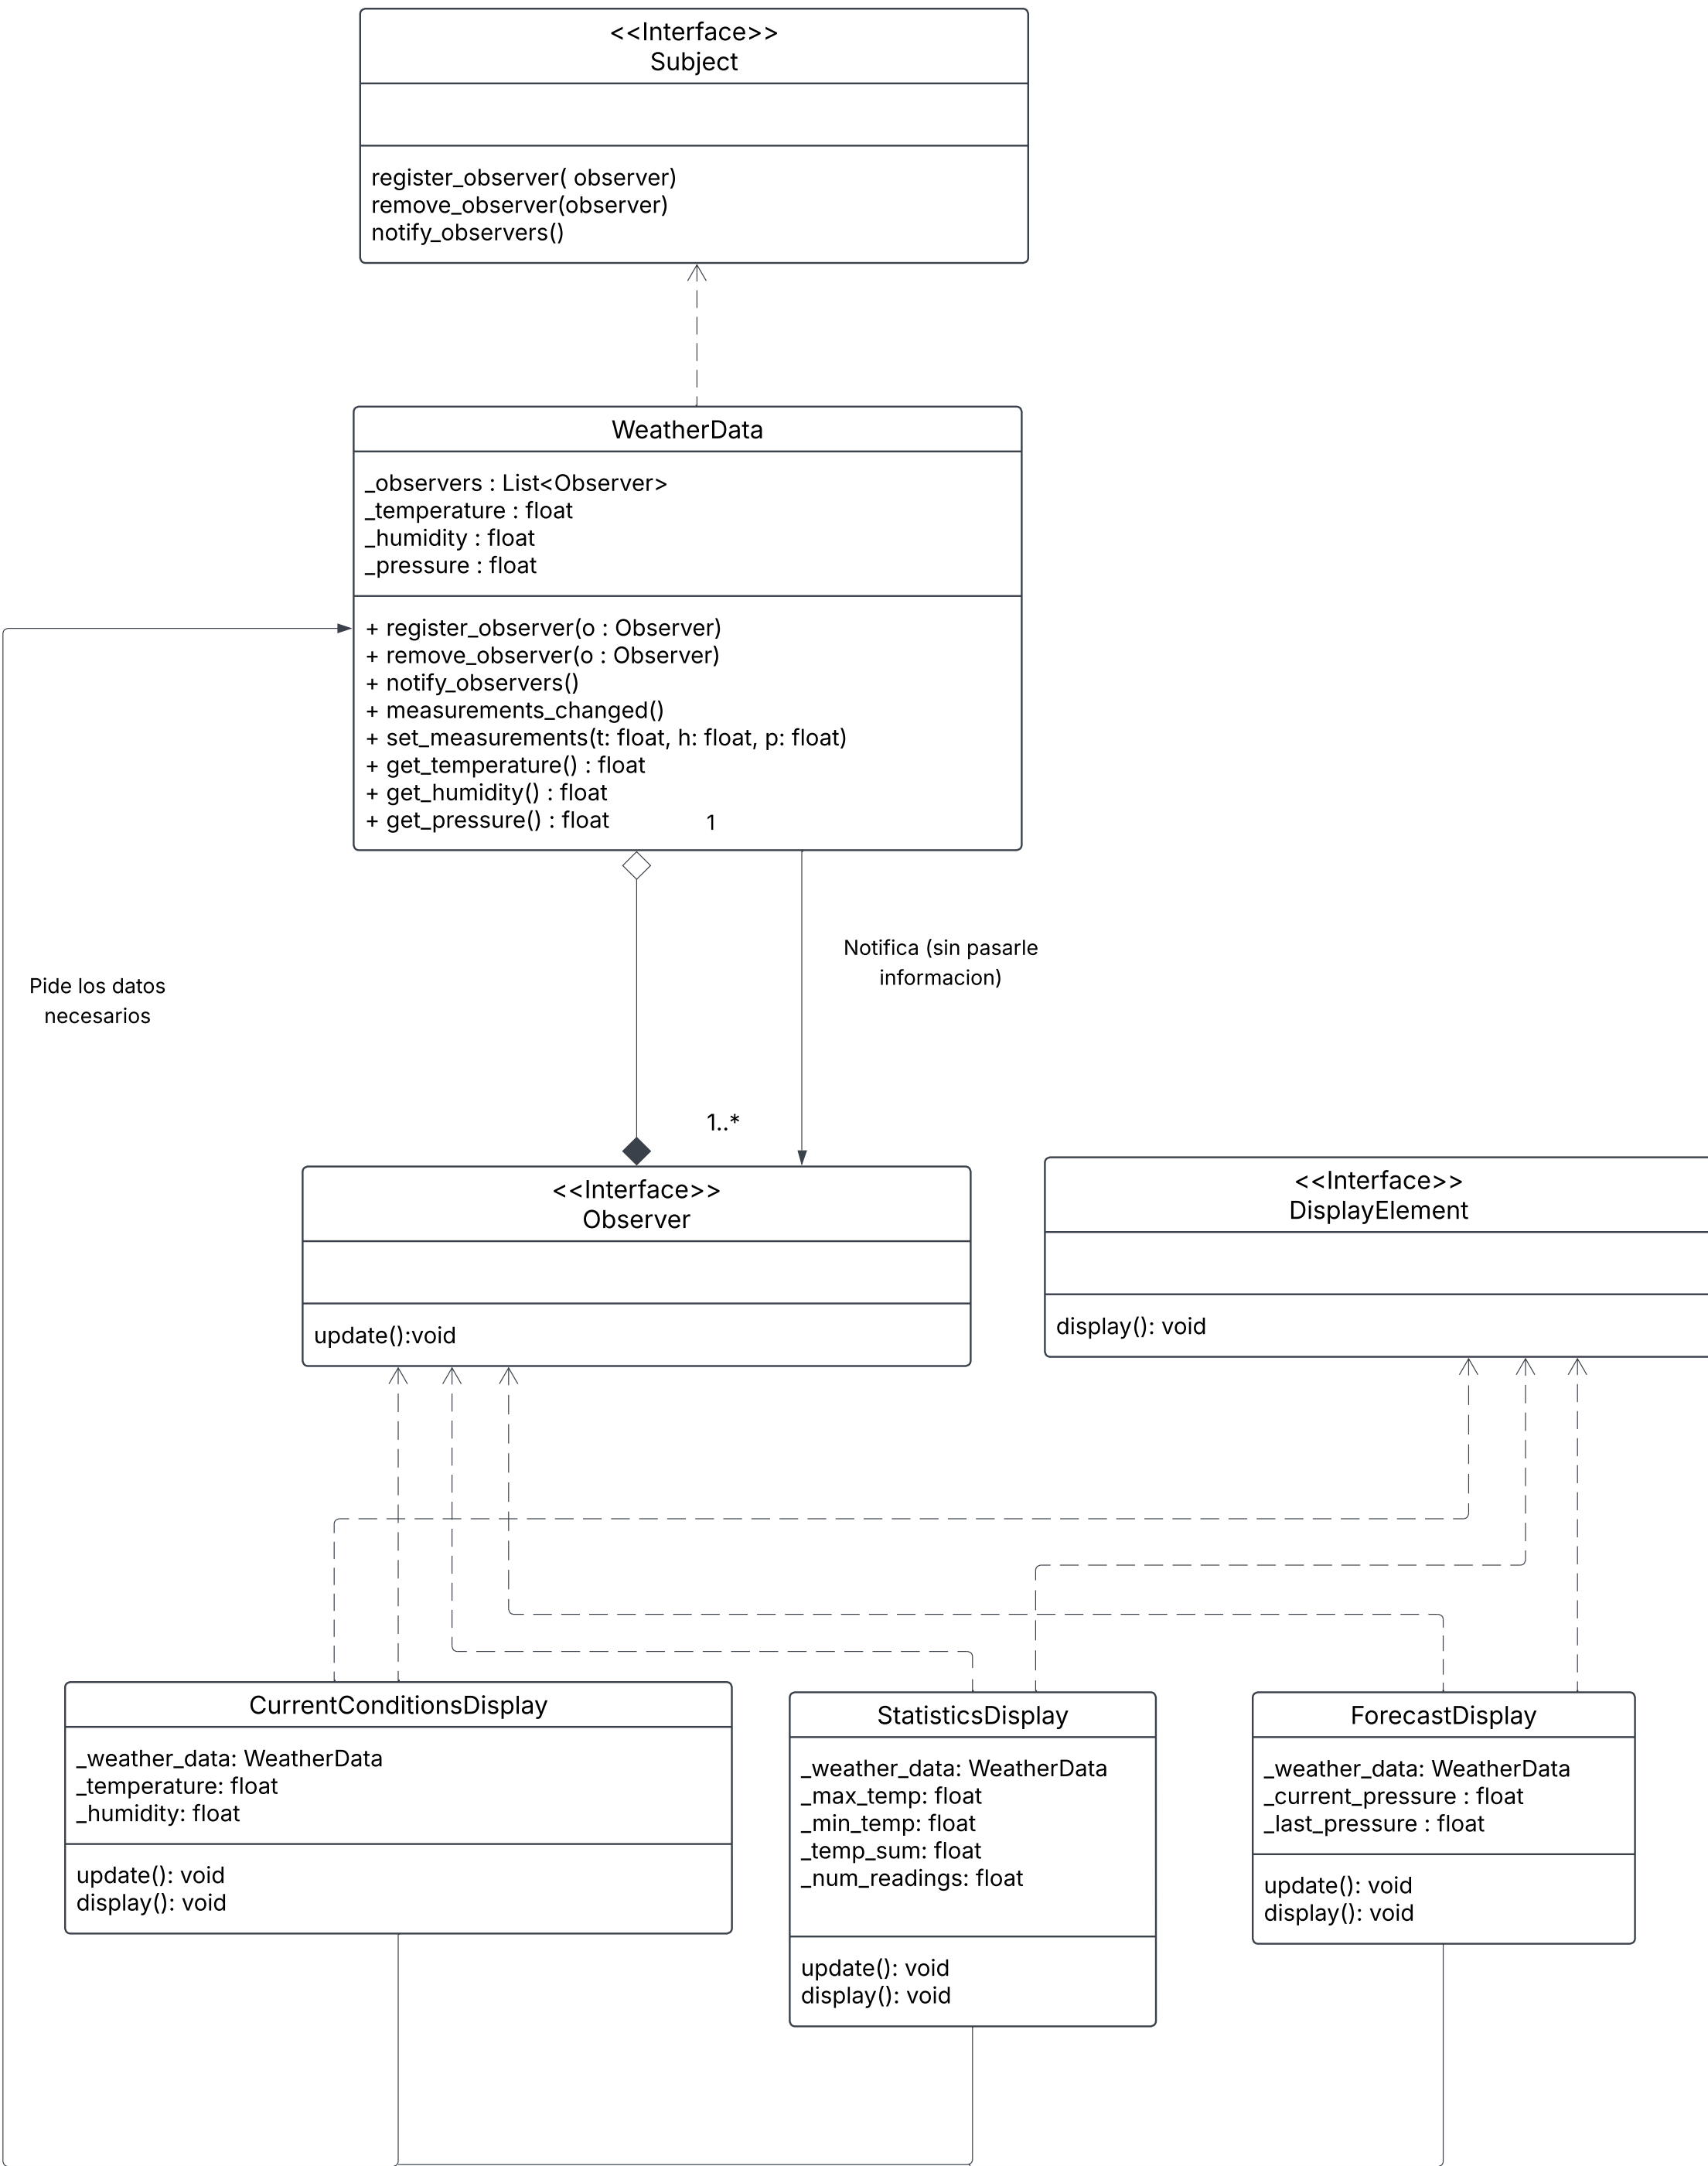 <<Interface>>
Subject
register_observer( observer)
remove_observer(observer)
notify_observers()
WeatherData
_observers : List<Observer>
_temperature : float
_humidity : float
_pressure : float
+ register_observer(o : Observer)
+ remove_observer(o : Observer)
+ notify_observers()
+ measurements_changed()
+ set_measurements(t: float, h: float, p: float)
+ get_temperature() : float
+ get_humidity() : float
+ get_pressure() : float
1
Notifica (sin pasarle
informacion)
Pide los datos
necesarios
1..*
<<Interface>>
Observer
update():void
<<Interface>>
DisplayElement
display(): void
CurrentConditionsDisplay
_weather_data: WeatherData
_temperature: float
_humidity: float
update(): void
display(): void
StatisticsDisplay
_weather_data: WeatherData
_max_temp: float
_min_temp: float
_temp_sum: float
_num_readings: float
update(): void
display(): void
ForecastDisplay
_weather_data: WeatherData
_current_pressure : float
_last_pressure : float
update(): void
display(): void